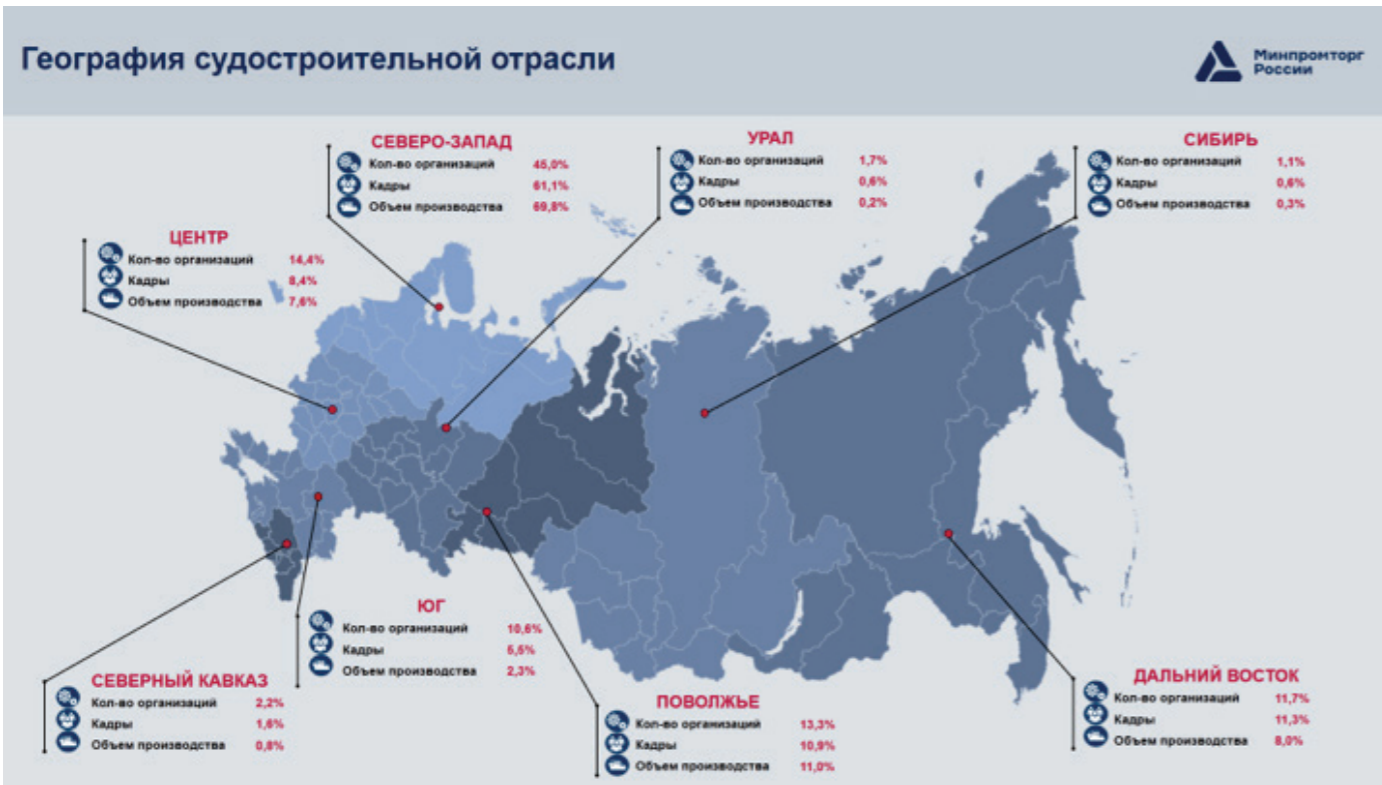 География судостроительной отрасли
Минпромторг
России
СЕВЕРО-ЗАПАД
Кол-во организаций 45,0%
Кадры 61,1%
Объем производства 69,8%
УРАЛ
Кол-во организаций 1,7%
Кадры 0,6%
Объем производства 0,2%
СИБИРЬ
Кол-во организаций 1,1%
Кадры 0,6%
Объем производства 0,3%
ЦЕНТР
Кол-во организаций 14,4%
Кадры 8,4%
Объем производства 7,6%
ЮГ
Кол-во организаций 10,6%
Кадры 5,5%
Объем производства 2,3%
СЕВЕРНЫЙ КАВКАЗ
Кол-во организаций 2,2%
Кадры 1,6%
Объем производства 0,8%
ПОВОЛЖЬЕ
Кол-во организаций 13,3%
Кадры 10,9%
Объем производства 11,0%
ДАЛЬНИЙ ВОСТОК
Кол-во организаций 11,7%
Кадры 11,3%
Объем производства 8,0%